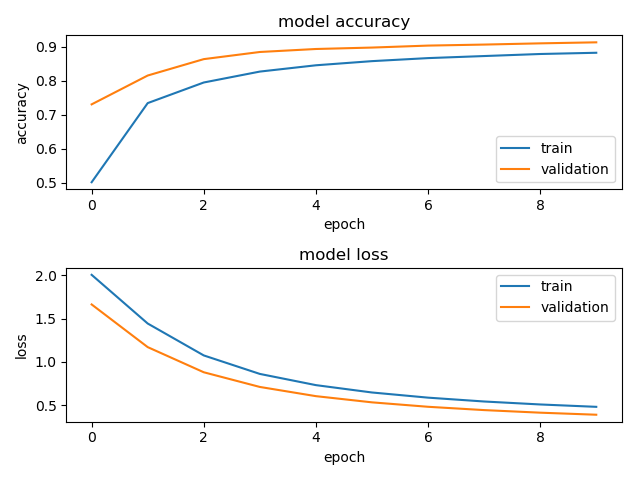 model accuracy
0.9
0.8
0.7
0.6
0.5
accuracy
train
validation
0 2 4 6 8
epoch
model loss
2.0
1.5
1.0
0.5
loss
train
validation
0 2 4 6 8
epoch